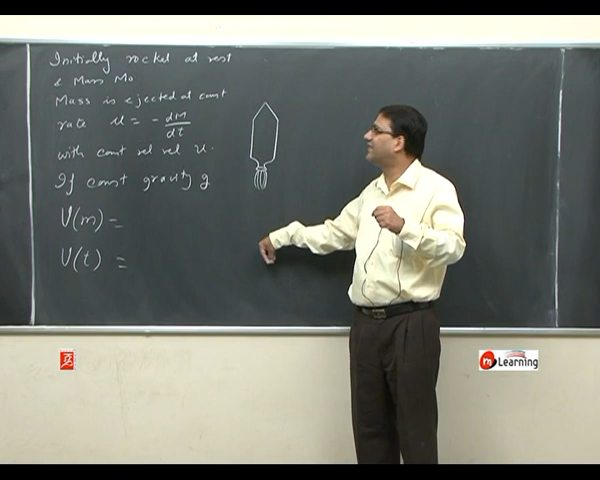 Initially rocket at rest
& Mass M₀
Mass is ejected at const
rate u = - dM/dt
with const rel vel u.
If const gravity g
V(m) =
V(t) =
m Learning